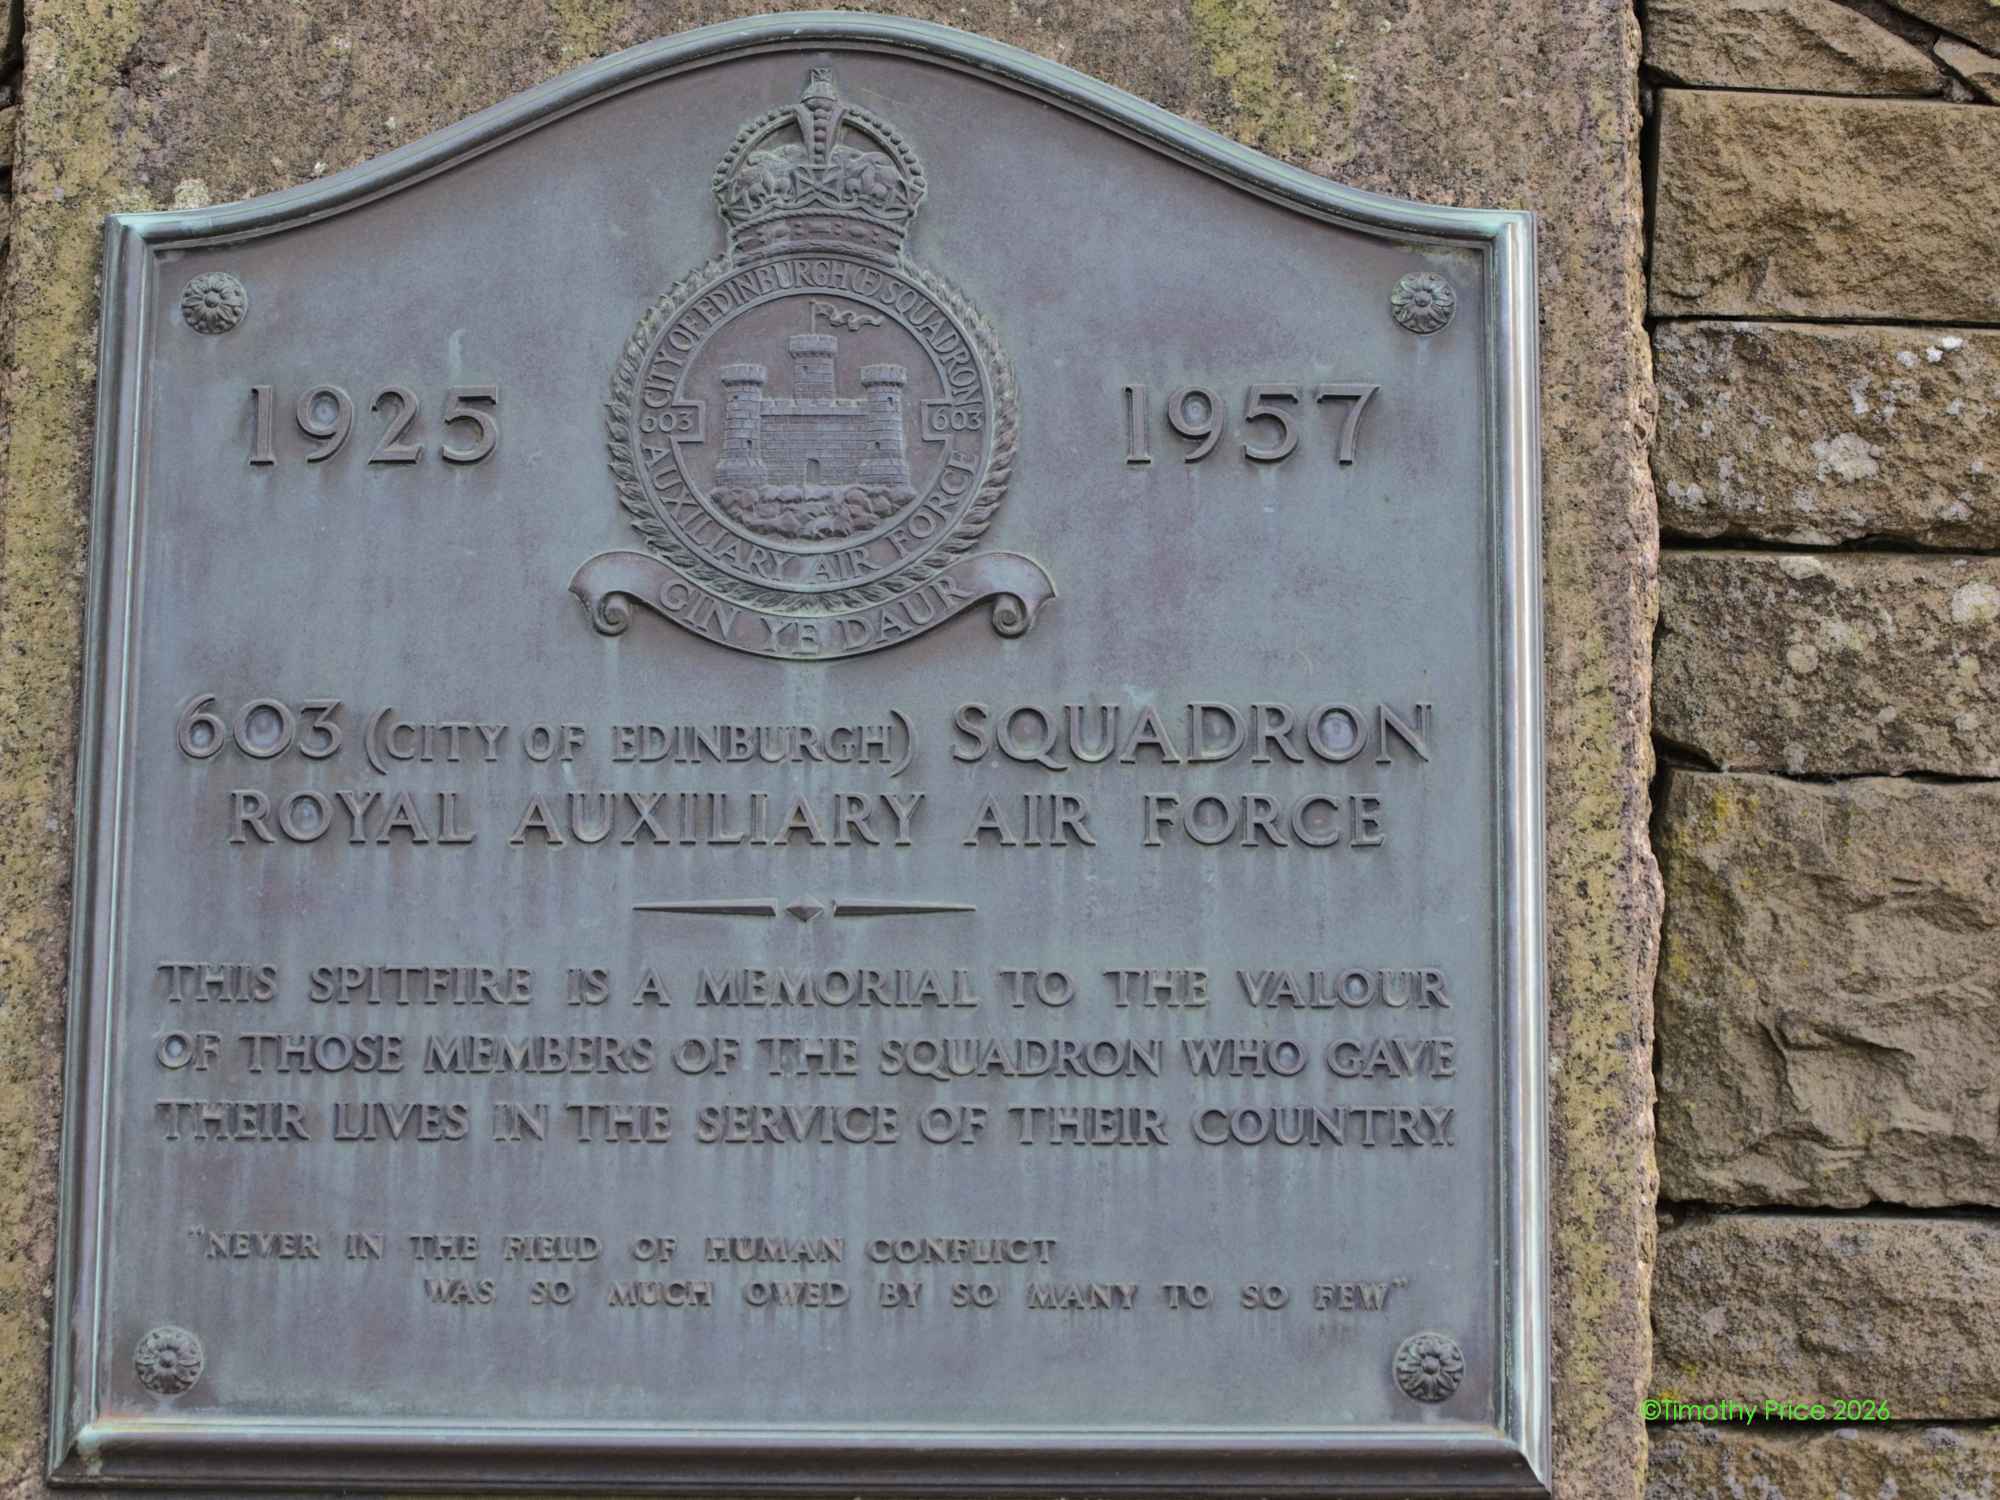 CITY OF EDINBURGH (F) SQUADRON
603 603
AUXILIARY AIR FORCE
GIN YE DAUR
1925 1957
603 (CITY OF EDINBURGH) SQUADRON
ROYAL AUXILIARY AIR FORCE
THIS SPITFIRE IS A MEMORIAL TO THE VALOUR
OF THOSE MEMBERS OF THE SQUADRON WHO GAVE
THEIR LIVES IN THE SERVICE OF THEIR COUNTRY.
"NEVER IN THE FIELD OF HUMAN CONFLICT
WAS SO MUCH OWED BY SO MANY TO SO FEW"
©Timothy Price 2026